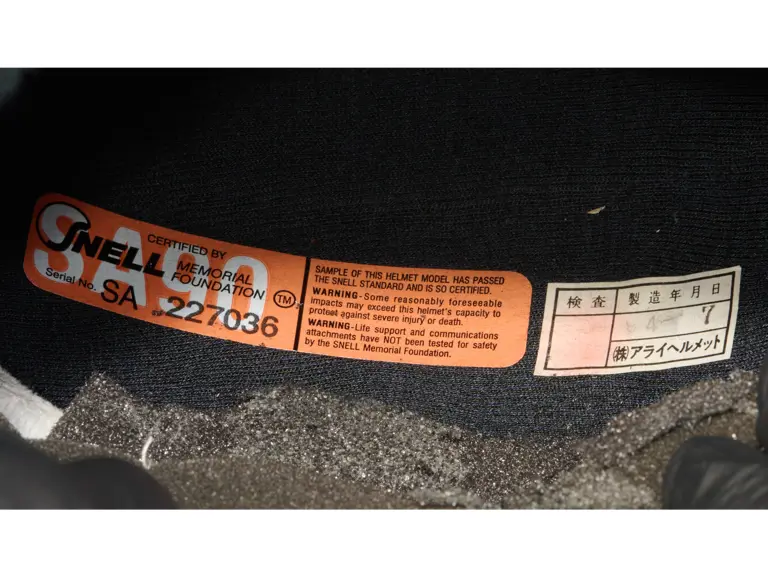 SA90
SNELL
CERTIFIED BY
MEMORIAL
FOUNDATION TM
Serial No. SA 227036
SAMPLE OF THIS HELMET MODEL HAS PASSED
THE SNELL STANDARD AND IS SO CERTIFIED.
WARNING-Some reasonably foreseeable
impacts may exceed this helmet's capacity to
protect against severe injury or death.
WARNING-Life support and communications
attachments have NOT been tested for safety
by the SNELL Memorial Foundation.
検査 製造年月日
4 - 7
㈱アライヘルメット